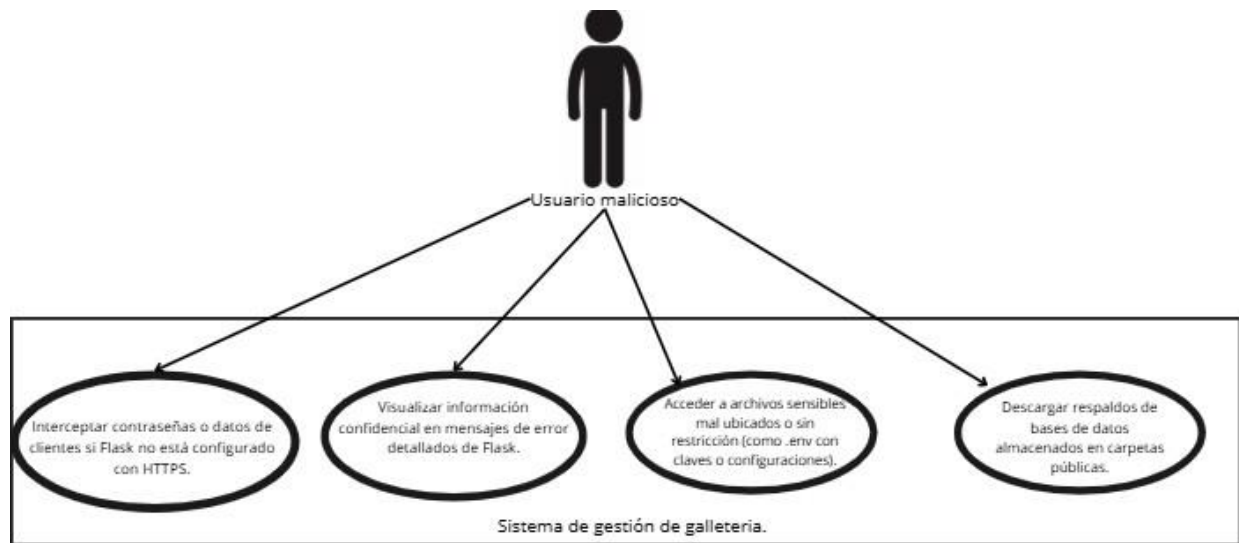 Usuario malicioso
Interceptar contraseñas o datos de
clientes si Flask no está configurado
con HTTPS.
Visualizar información
confidencial en mensajes de error
detallados de Flask.
Acceder a archivos sensibles
mal ubicados o sin
restricción (como .env con
claves o configuraciones).
Descargar respaldos de
bases de datos
almacenados en carpetas
públicas.
Sistema de gestión de galleteria.